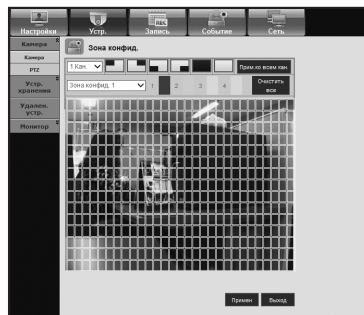 Настройки
Устр.
Запись
Событие
Сеть
REC
Камера
Камера
PTZ
Устр. хранения
Удален. устр.
Монитор
Зона конфид.
1 Кан.
Прим.ко всем кан.
Зона конфид. 1
1 2 3 4
Очистить все
Примен
Выход